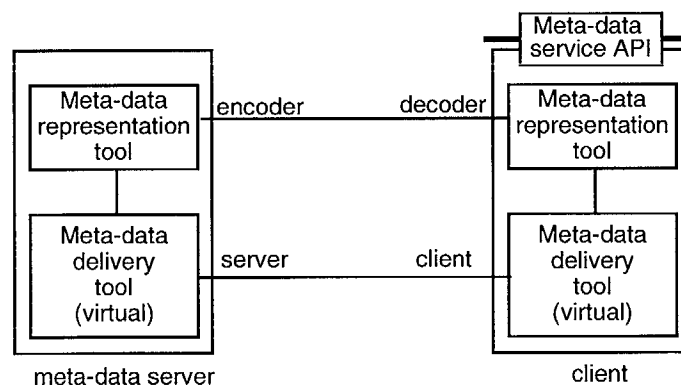 Meta-data
service API
Meta-data
representation
tool
encoder
decoder
Meta-data
representation
tool
Meta-data
delivery
tool
(virtual)
server
client
Meta-data
delivery
tool
(virtual)
meta-data server
client